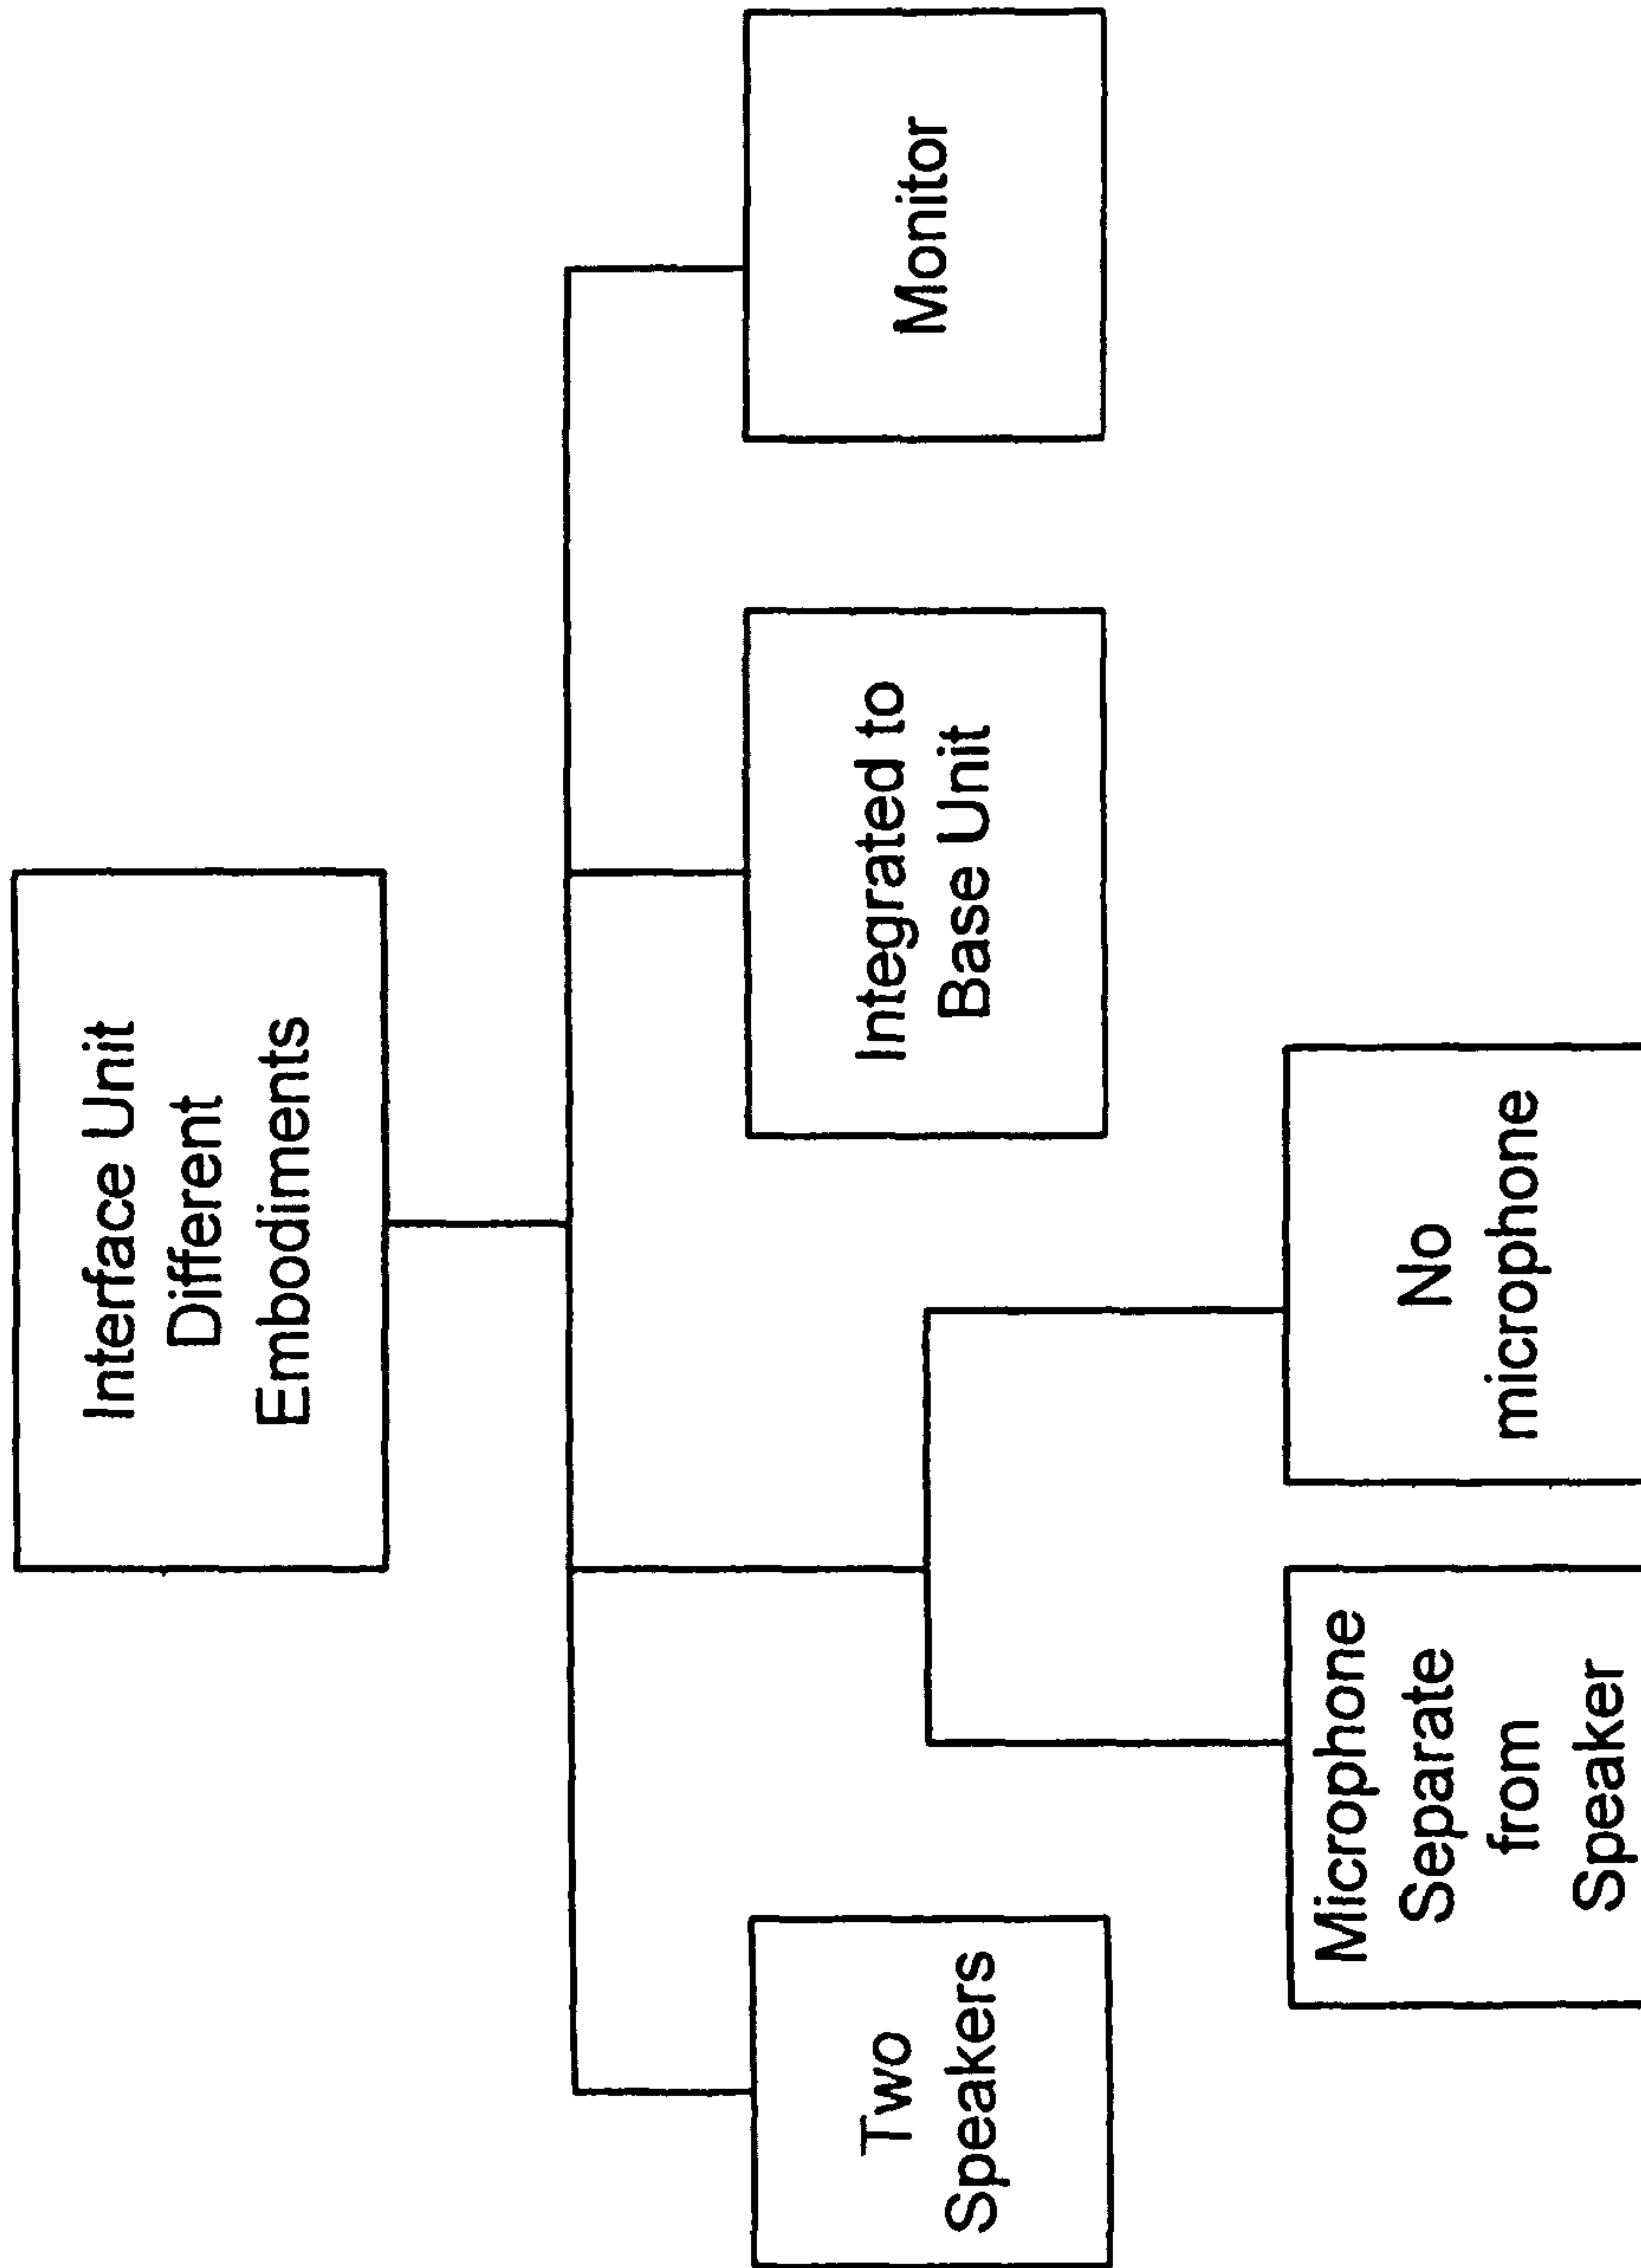 Interface Unit
Different
Embodiments
Two
Speakers
Integrated to
Base Unit
Monitor
Microphone
Separate
from
Speaker
No
microphone